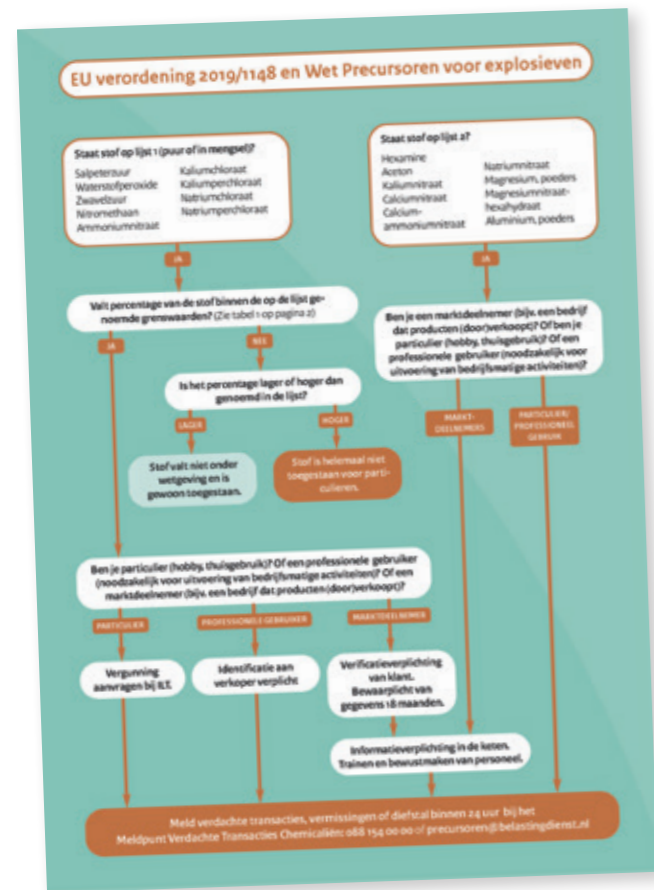 EU verordening 2019/1148 en Wet Precursoren voor explosieven
Staat stof op lijst 1 (puur of in mengsel)?
Salpeterzuur
Waterstofperoxide
Zwavelzuur
Nitromethaan
Ammoniumnitraat
Kaliumchloraat
Kaliumperchloraat
Natriumchloraat
Natriumperchloraat
Staat stof op lijst 2?
Hexamine
Aceton
Kaliumnitraat
Calciumnitraat
Calcium-
ammoniumnitraat
Natriumnitraat
Magnesium, poeders
Magnesiumnitraat-
hexahydraat
Aluminium, poeders
JA
JA
Valt percentage van de stof binnen de op de lijst ge-
noemde grenswaarden? (Zie tabel 1 op pagina 2)
Ben je een marktdeelnemer (bijv. een bedrijf
dat producten (door)verkoopt)? Of ben je
particulier (hobby, thuisgebruik)? Of een
professionele gebruiker (noodzakelijk voor
uitvoering van bedrijfsmatige activiteiten)?
JA
NEE
Is het percentage lager of hoger dan
genoemd in de lijst?
LAGER
HOGER
MARKT-
DEELNEMERS
PARTICULIER/
PROFESSIONEEL
GEBRUIK
Stof valt niet onder
wetgeving en is
gewoon toegestaan.
Stof is helemaal niet
toegestaan voor parti-
culieren.
Ben je particulier (hobby, thuisgebruik)? Of een professionele gebruiker
(noodzakelijk voor uitvoering van bedrijfsmatige activiteiten)? Of een
marktdeelnemer (bijv. een bedrijf dat producten (door)verkoopt)?
PARTICULIER
PROFESSIONELE GEBRUIKER
MARKTDEELNEMER
Vergunning
aanvragen bij ILT.
Identificatie aan
verkoper verplicht
Verificatieverplichting
van klant.
Bewaarplicht van
gegevens 18 maanden.
Informatieverplichting in de keten.
Trainen en bewustmaken van personeel.
Meld verdachte transacties, vermissingen of diefstal binnen 24 uur bij het
Meldpunt Verdachte Transacties Chemicaliën: 088 154 00 00 of precursoren@belastingdienst.nl